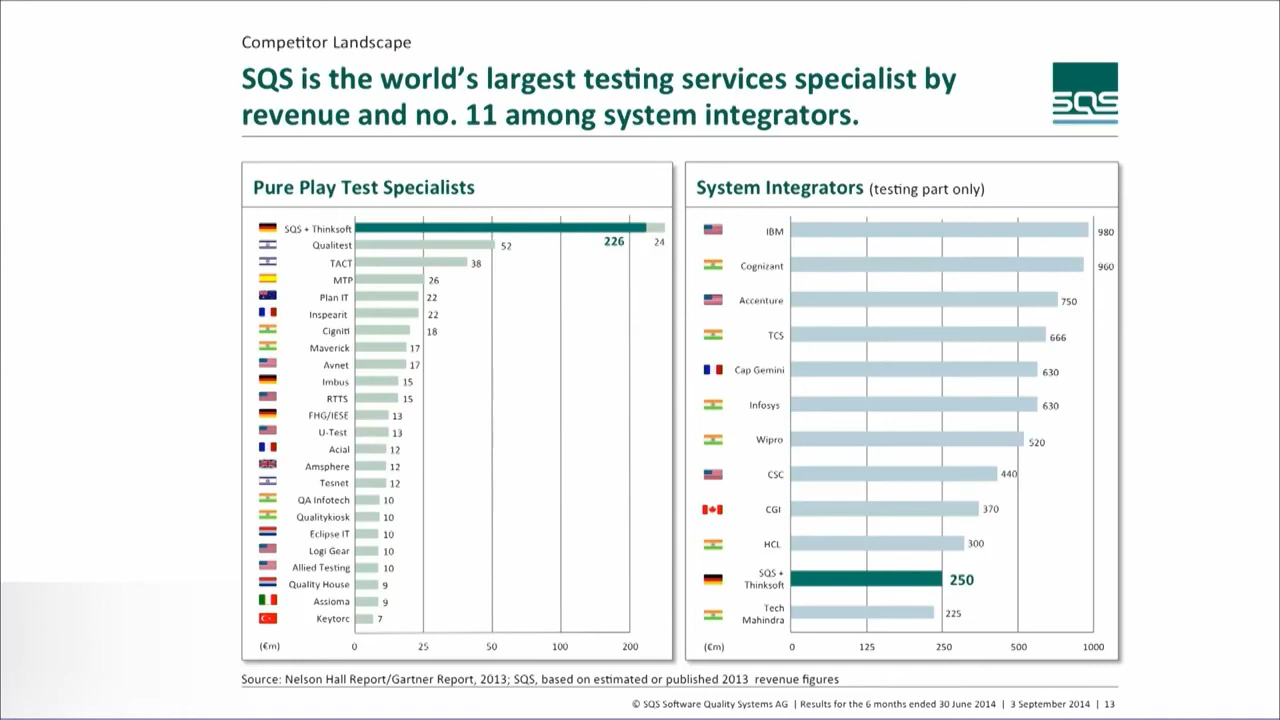 Competitor Landscape
SQS is the world's largest testing services specialist by
revenue and no. 11 among system integrators.
SQS
Pure Play Test Specialists
SQS + Thinksoft 226 24
Qualitest 52
TACT 38
MTP 26
Plan IT 22
Inspearit 22
Cigniti 18
Maverick 17
Avnet 17
Imbus 15
RTTS 15
FHG/IESE 13
U-Test 13
Acial 12
Amsphere 12
Tesnet 12
QA Infotech 10
Qualitykiosk 10
Eclipse IT 10
Logi Gear 10
Allied Testing 10
Quality House 9
Assioma 9
Keytorc 7
(€m) 0 25 50 100 200
System Integrators (testing part only)
IBM 980
Cognizant 960
Accenture 750
TCS 666
Cap Gemini 630
Infosys 630
Wipro 520
CSC 440
CGI 370
HCL 300
SQS +
Thinksoft 250
Tech
Mahindra 225
(€m) 0 125 250 500 1000
Source: Nelson Hall Report/Gartner Report, 2013; SQS, based on estimated or published 2013 revenue figures
© SQS Software Quality Systems AG | Results for the 6 months ended 30 June 2014 | 3 September 2014 | 13